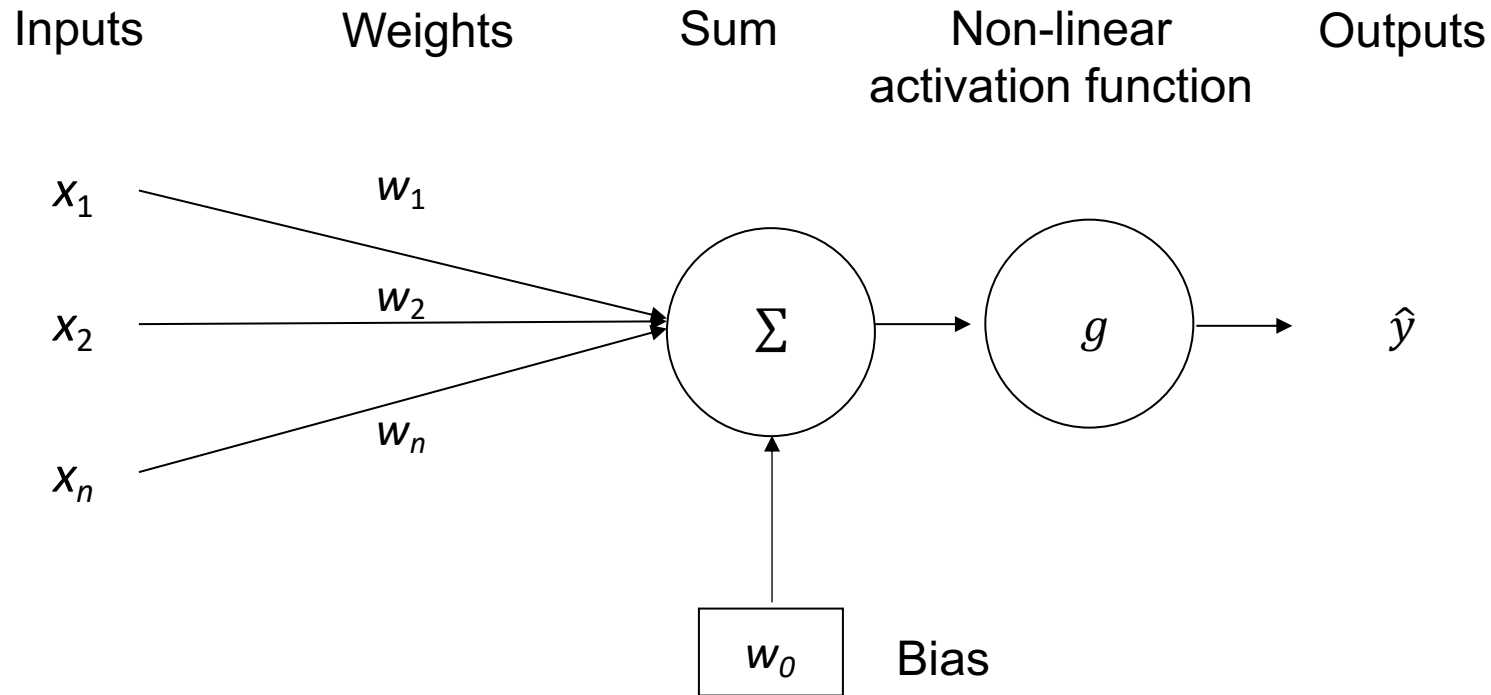 Inputs
Weights
Sum
Non-linear
activation function
Outputs
x₁
w₁
x₂
w₂
xₙ
wₙ
Σ
g
ŷ
w₀
Bias